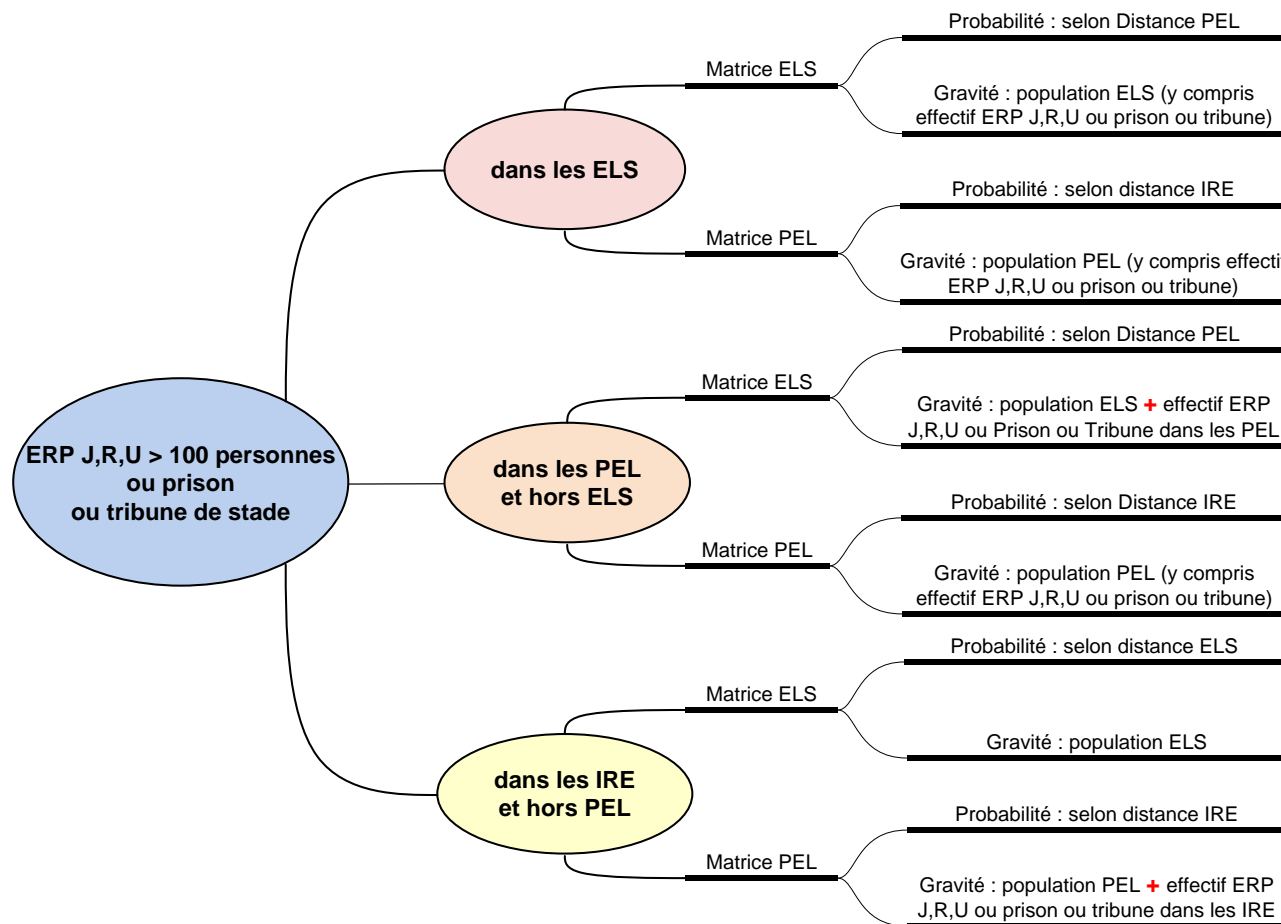 ERP J,R,U > 100 personnes
ou prison
ou tribune de stade
dans les ELS
Matrice ELS
Probabilité : selon Distance PEL
Gravité : population ELS (y compris
effectif ERP J,R,U ou prison ou tribune)
Matrice PEL
Probabilité : selon distance IRE
Gravité : population PEL (y compris effecti
ERP J,R,U ou prison ou tribune)
dans les PEL
et hors ELS
Matrice ELS
Probabilité : selon Distance PEL
Gravité : population ELS + effectif ERP
J,R,U ou Prison ou Tribune dans les PEL
Matrice PEL
Probabilité : selon Distance IRE
Gravité : population PEL (y compris
effectif ERP J,R,U ou prison ou tribune)
dans les IRE
et hors PEL
Matrice ELS
Probabilité : selon distance ELS
Gravité : population ELS
Matrice PEL
Probabilité : selon distance IRE
Gravité : population PEL + effectif ERP
J,R,U ou prison ou tribune dans les IRE